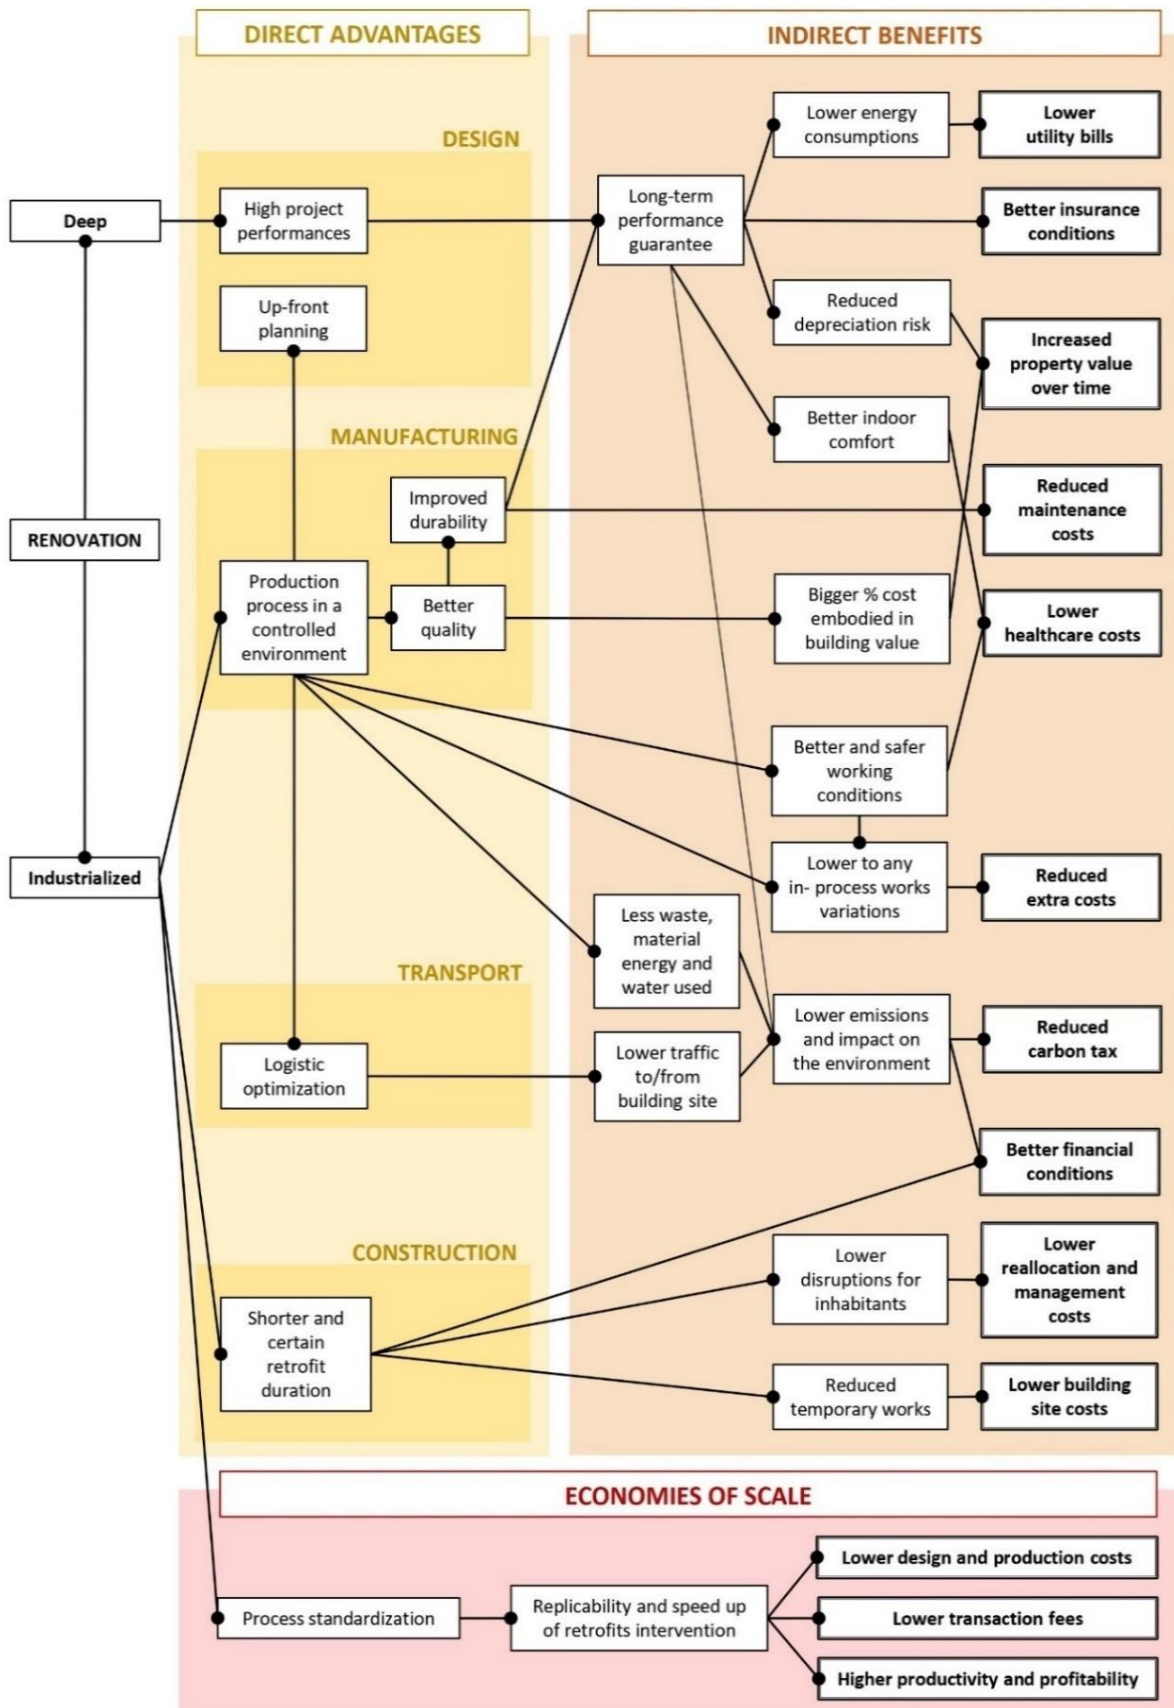 DIRECT ADVANTAGES
INDIRECT BENEFITS
DESIGN
Deep
High project
performances
Up-front
planning
Long-term
performance
guarantee
Lower energy
consumptions
Lower
utility bills
Better insurance
conditions
Reduced
depreciation risk
Increased
property value
over time
Better indoor
comfort
MANUFACTURING
RENOVATION
Improved
durability
Reduced
maintenance
costs
Production
process in a
controlled
environment
Better
quality
Bigger % cost
embodied in
building value
Lower
healthcare costs
Better and safer
working
conditions
Industrialized
Lower to any
in- process works
variations
Reduced
extra costs
Less waste,
material
energy and
water used
TRANSPORT
Logistic
optimization
Lower traffic
to/from
building site
Lower emissions
and impact on
the environment
Reduced
carbon tax
Better financial
conditions
CONSTRUCTION
Shorter and
certain
retrofit
duration
Lower
disruptions for
inhabitants
Lower
reallocation and
management
costs
Reduced
temporary works
Lower building
site costs
ECONOMIES OF SCALE
Process standardization
Replicability and speed up
of retrofits intervention
Lower design and production costs
Lower transaction fees
Higher productivity and profitability